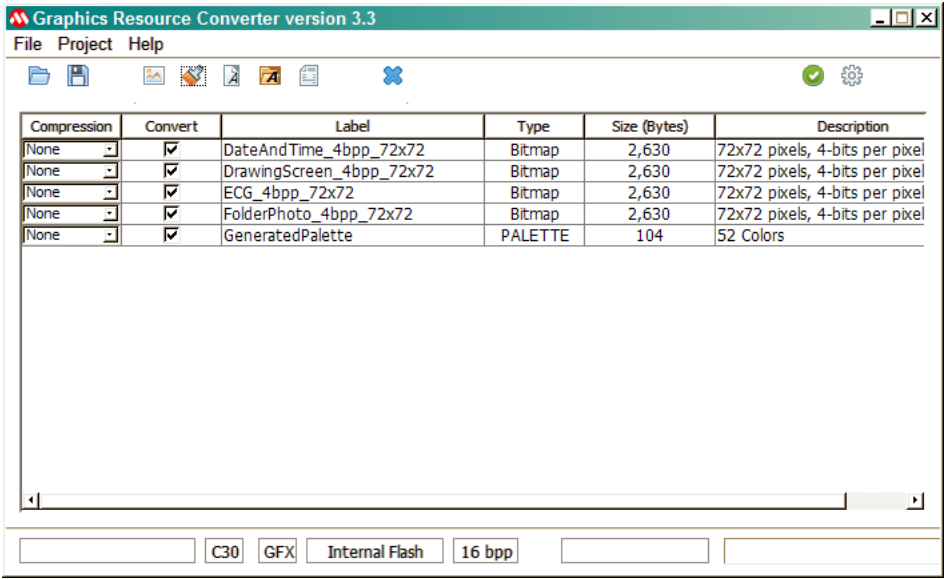 Graphics Resource Converter version 3.3
File Project Help
Compression Convert Label Type Size (Bytes) Description
None DateAndTime_4bpp_72x72 Bitmap 2,630 72x72 pixels, 4-bits per pixel
None DrawingScreen_4bpp_72x72 Bitmap 2,630 72x72 pixels, 4-bits per pixel
None ECG_4bpp_72x72 Bitmap 2,630 72x72 pixels, 4-bits per pixel
None FolderPhoto_4bpp_72x72 Bitmap 2,630 72x72 pixels, 4-bits per pixel
None GeneratedPalette PALETTE 104 52 Colors
C30 GFX Internal Flash 16 bpp